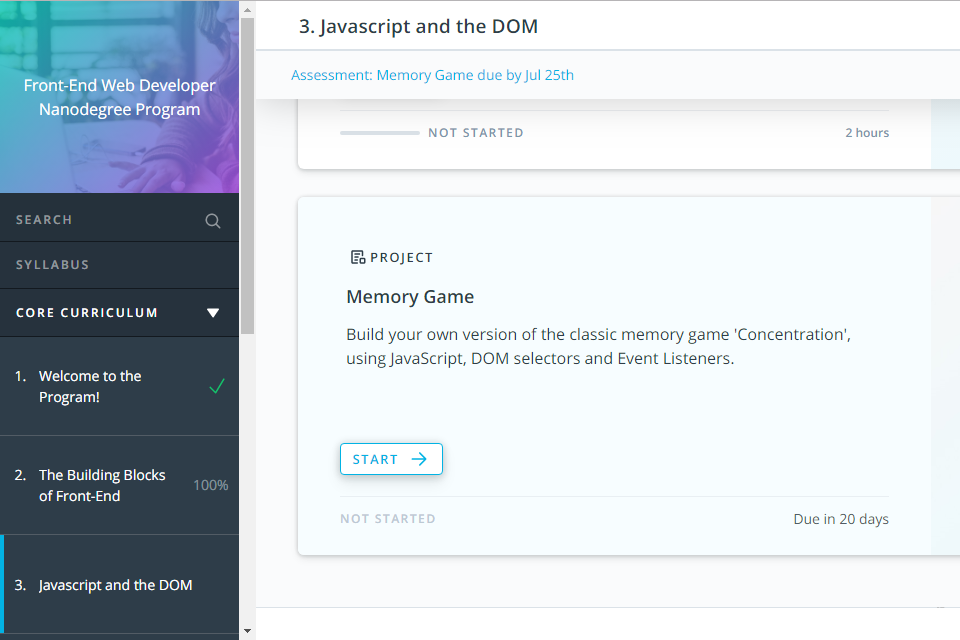 Front-End Web Developer
Nanodegree Program
SEARCH
SYLLABUS
CORE CURRICULUM
1. Welcome to the
Program!
2. The Building Blocks
of Front-End
100%
3. Javascript and the DOM
3. Javascript and the DOM
Assessment: Memory Game due by Jul 25th
NOT STARTED
2 hours
PROJECT
Memory Game
Build your own version of the classic memory game 'Concentration',
using JavaScript, DOM selectors and Event Listeners.
START
NOT STARTED
Due in 20 days